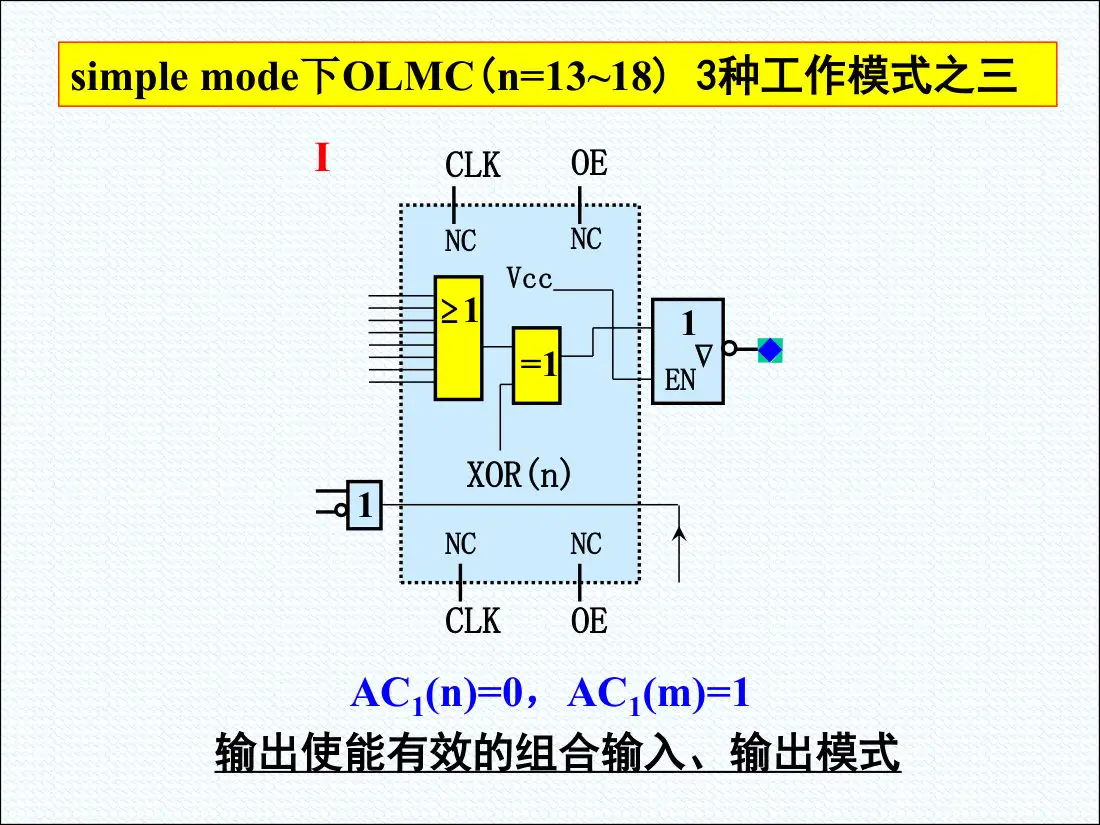 simple mode下OLMC(n=13~18) 3种工作模式之三
I
CLK
OE
NC
NC
Vcc
≥1
=1
1
∇
EN
XOR(n)
1
NC
NC
CLK
OE
AC₁(n)=0，AC₁(m)=1
输出使能有效的组合输入、输出模式